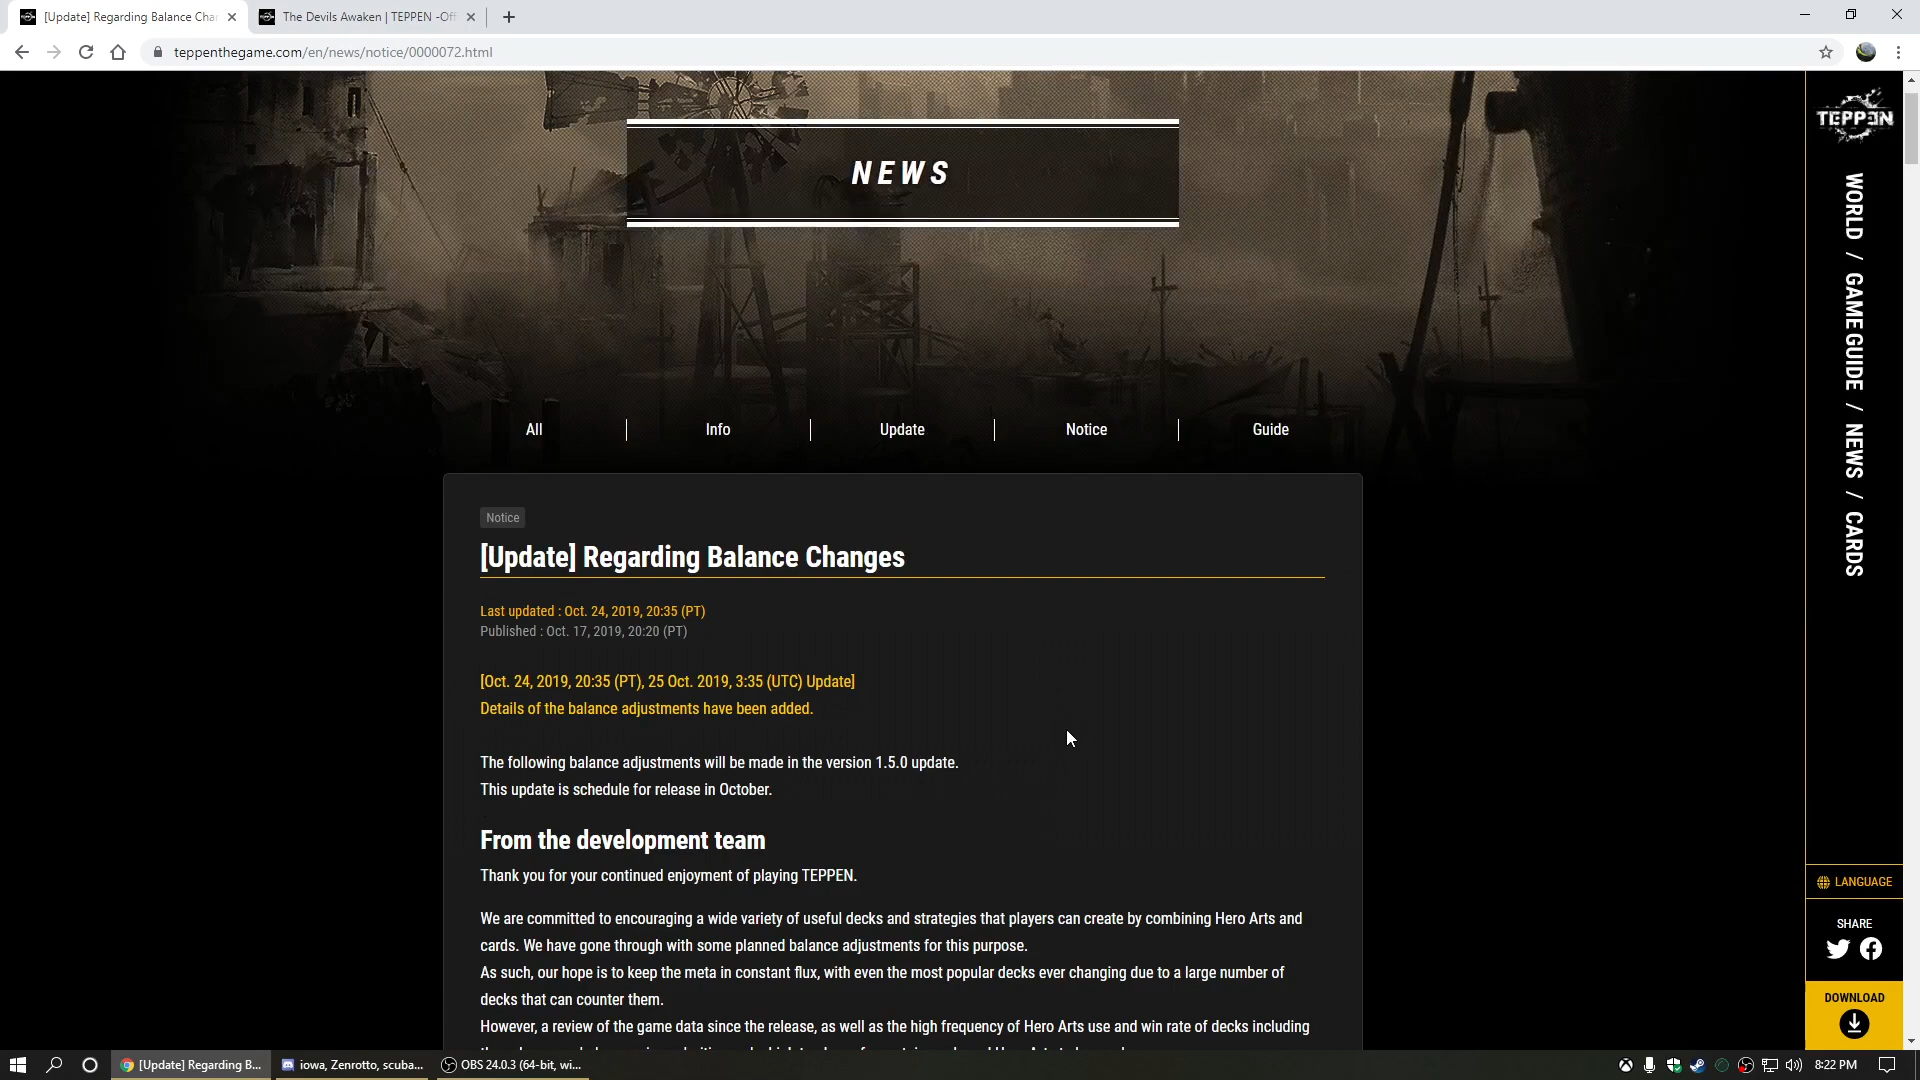 [Update] Regarding Balance Cha
The Devils Awaken | TEPPEN -Off
teppenthegame.com/en/news/notice/0000072.html
NEWS
TEPPEN
WORLD / GAME GUIDE / NEWS / CARDS
All
Info
Update
Notice
Guide
Notice
[Update] Regarding Balance Changes
Last updated : Oct. 24, 2019, 20:35 (PT)
Published : Oct. 17, 2019, 20:20 (PT)
[Oct. 24, 2019, 20:35 (PT), 25 Oct. 2019, 3:35 (UTC) Update]
Details of the balance adjustments have been added.
The following balance adjustments will be made in the version 1.5.0 update.
This update is schedule for release in October.
From the development team
Thank you for your continued enjoyment of playing TEPPEN.
We are committed to encouraging a wide variety of useful decks and strategies that players can create by combining Hero Arts and
cards. We have gone through with some planned balance adjustments for this purpose.
As such, our hope is to keep the meta in constant flux, with even the most popular decks ever changing due to a large number of
decks that can counter them.
However, a review of the game data since the release, as well as the high frequency of Hero Arts use and win rate of decks including
LANGUAGE
SHARE
DOWNLOAD
[Update] Regarding B...
iowa, Zenrotto, scuba...
OBS 24.0.3 (64-bit, wi...
8:22 PM